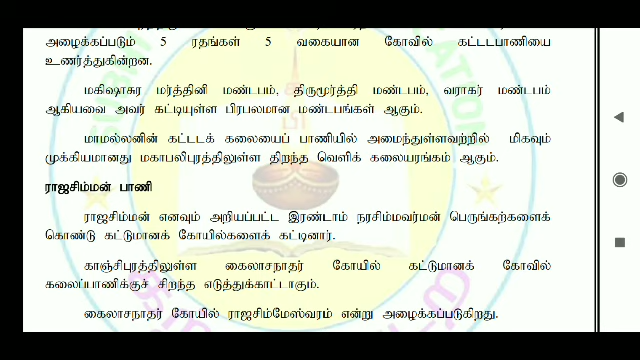 அழைக்கப்படும் 5 ரதங்கள் 5 வகையான கோவில் கட்டடபாணியை
உணர்த்துகின்றன.
மகிஷாசுர மர்த்தினி மண்டபம், திருமூர்த்தி மண்டபம், வராகர் மண்டபம்
ஆகியவை அவர் கட்டியுள்ள பிரபலமான மண்டபங்கள் ஆகும்.
மாமல்லனின் கட்டடக் கலையைப் பாணியில் அமைந்துள்ளவற்றில் மிகவும்
முக்கியமானது மகாபலிபுரத்திலுள்ள திறந்த வெளிக் கலையரங்கம் ஆகும்.
ராஜசிம்மன் பாணி
ராஜசிம்மன் எனவும் அறியப்பட்ட இரண்டாம் நரசிம்மவர்மன் பெருங்கற்களைக்
கொண்டு கட்டுமானக் கோயில்களைக் கட்டினார்.
காஞ்சிபுரத்திலுள்ள கைலாசநாதர் கோயில் கட்டுமானக் கோவில்
கலைப்பாணிக்குச் சிறந்த எடுத்துக்காட்டாகும்.
கைலாசநாதர் கோயில் ராஜசிம்மேஸ்வரம் என்று அழைக்கப்படுகிறது.